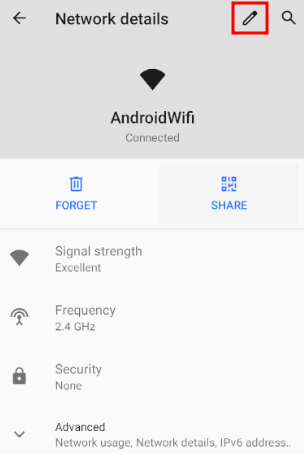 Network details
AndroidWifi
Connected
FORGET
SHARE
Signal strength
Excellent
Frequency
2.4 GHz
Security
None
Advanced
Network usage, Network details, IPv6 address..